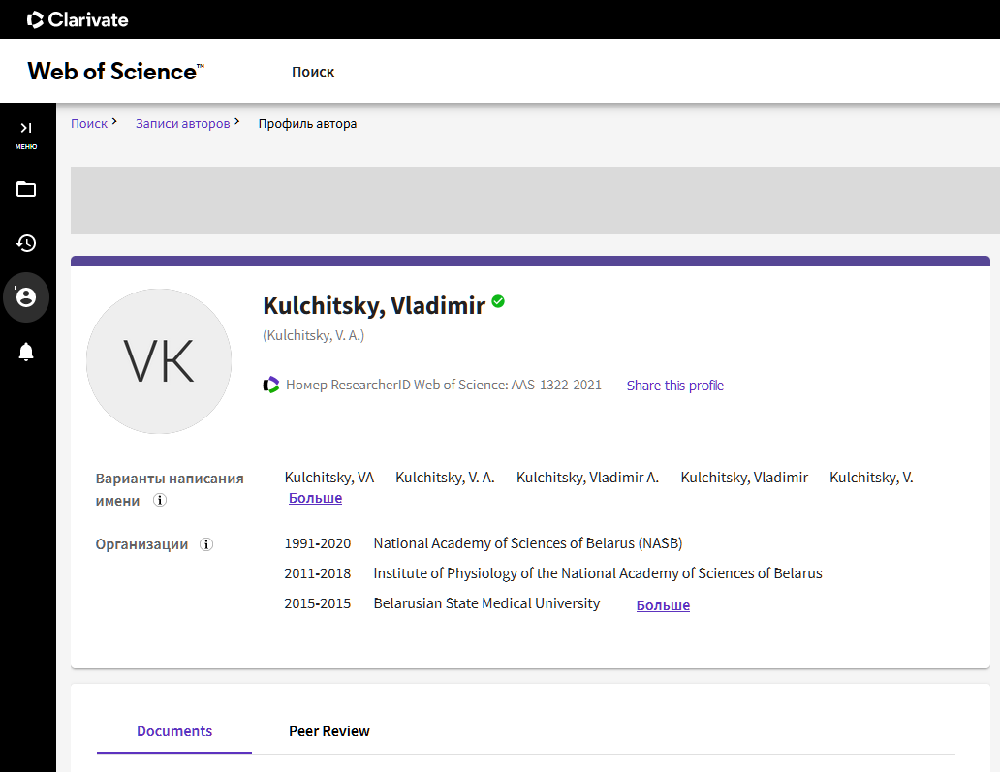 Clarivate
Web of Science™
Поиск
МЕНЮ
Поиск > Записи авторов > Профиль автора
VK
Kulchitsky, Vladimir
(Kulchitsky, V. A.)
Номер ResearcherID Web of Science: AAS-1322-2021 Share this profile
Варианты написания имени
Kulchitsky, VA Kulchitsky, V. A. Kulchitsky, Vladimir A. Kulchitsky, Vladimir Kulchitsky, V.
Больше
Организации
1991-2020 National Academy of Sciences of Belarus (NASB)
2011-2018 Institute of Physiology of the National Academy of Sciences of Belarus
2015-2015 Belarusian State Medical University Больше
Documents Peer Review